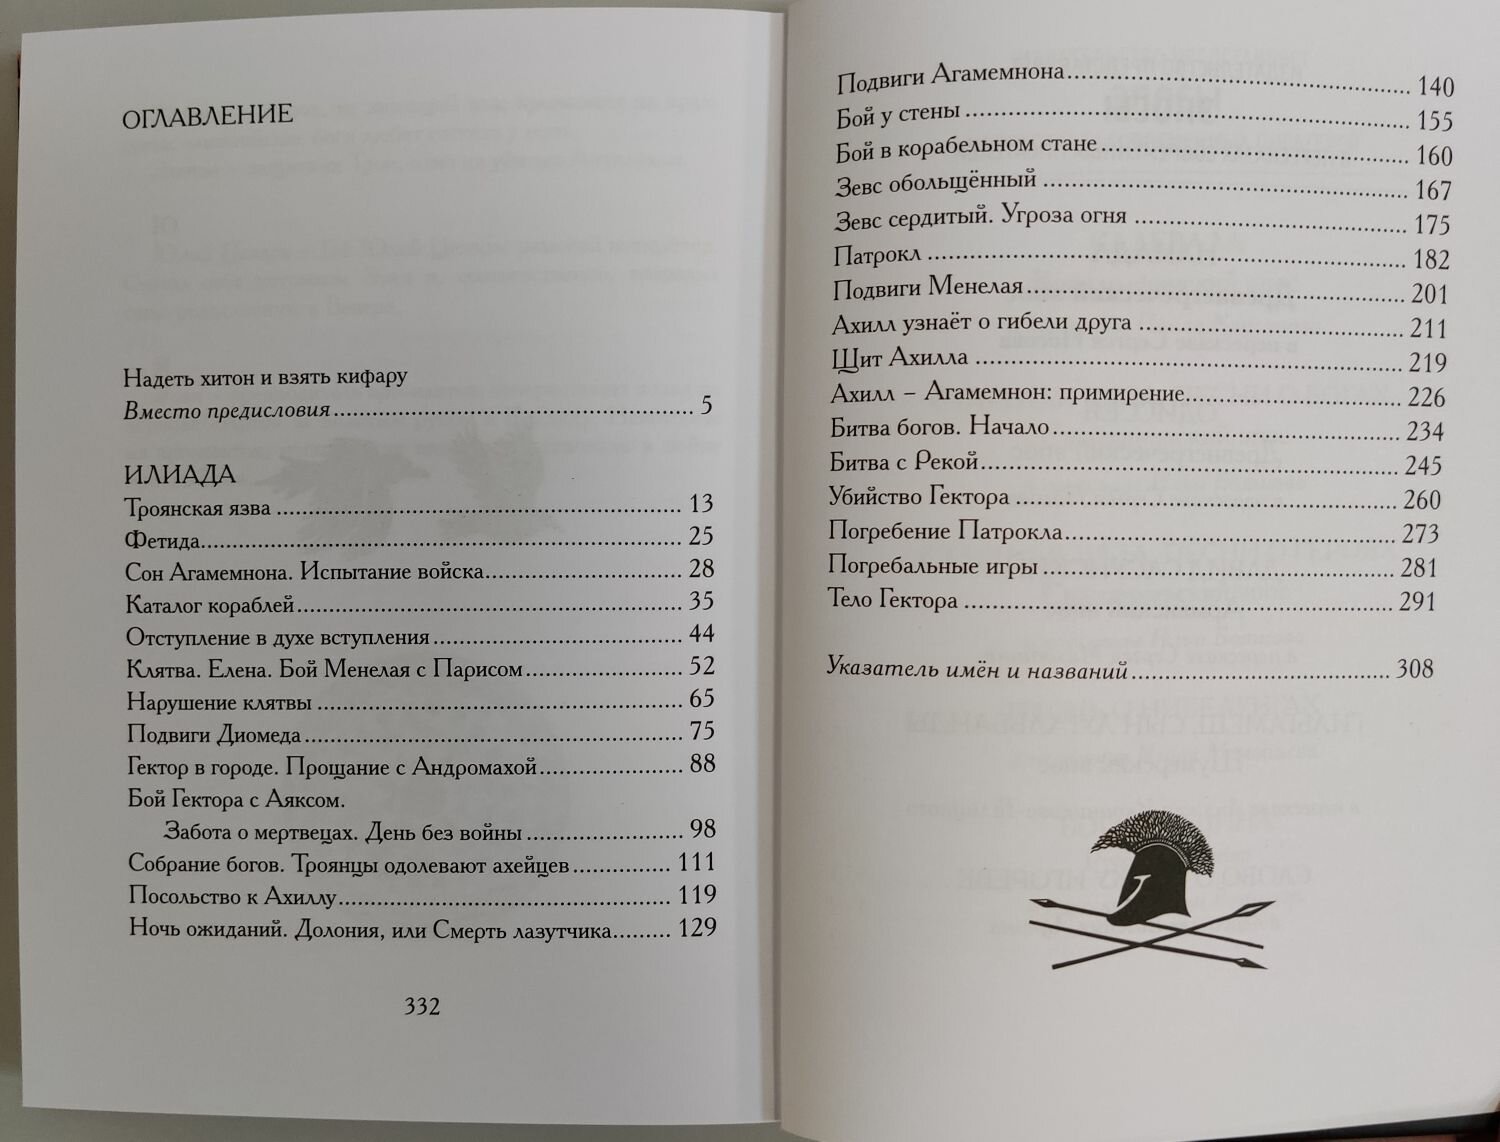 ОГЛАВЛЕНИЕ
Надеть хитон и взять кифару
Вместо предисловия.......... 5
ИЛИАДА
Троянская язва.......... 13
Фетида.......... 25
Сон Агамемнона. Испытание войска.......... 28
Каталог кораблей.......... 35
Отступление в духе вступления.......... 44
Клятва. Елена. Бой Менелая с Парисом.......... 52
Нарушение клятвы.......... 65
Подвиги Диомеда.......... 75
Гектор в городе. Прощание с Андромахой.......... 88
Бой Гектора с Аяксом.
Забота о мертвецах. День без войны.......... 98
Собрание богов. Троянцы одолевают ахейцев.......... 111
Посольство к Ахиллу.......... 119
Ночь ожиданий. Долония, или Смерть лазутчика.......... 129
332
Подвиги Агамемнона.......... 140
Бой у стены.......... 155
Бой в корабельном стане.......... 160
Зевс обольщённый.......... 167
Зевс сердитый. Угроза огня.......... 175
Патрокл.......... 182
Подвиги Менелая.......... 201
Ахилл узнаёт о гибели друга.......... 211
Щит Ахилла.......... 219
Ахилл – Агамемнон: примирение.......... 226
Битва богов. Начало.......... 234
Битва с Рекой.......... 245
Убийство Гектора.......... 260
Погребение Патрокла.......... 273
Погребальные игры.......... 281
Тело Гектора.......... 291
Указатель имён и названий.......... 308